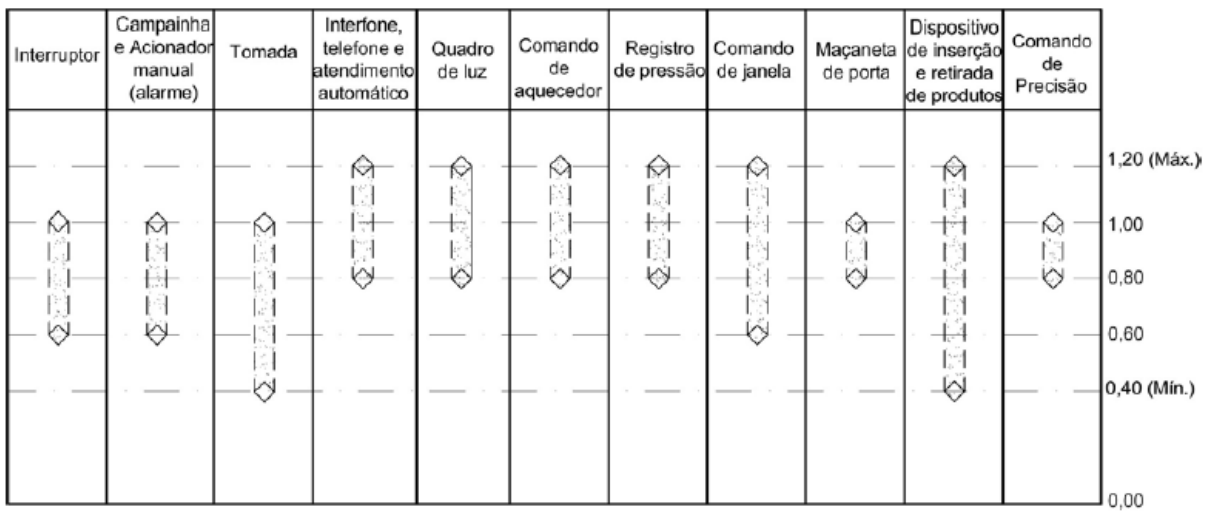 Interruptor
Campainha
e Acionador
manual
(alarme)
Tomada
Interfone,
telefone e
atendimento
automático
Quadro
de luz
Comando
de
aquecedor
Registro
de pressão
Comando
de janela
Maçaneta
de porta
Dispositivo
de inserção
e retirada
de produtos
Comando
de
Precisão
1,20 (Máx.)
1,00
0,80
0,60
0,40 (Mín.)
0,00